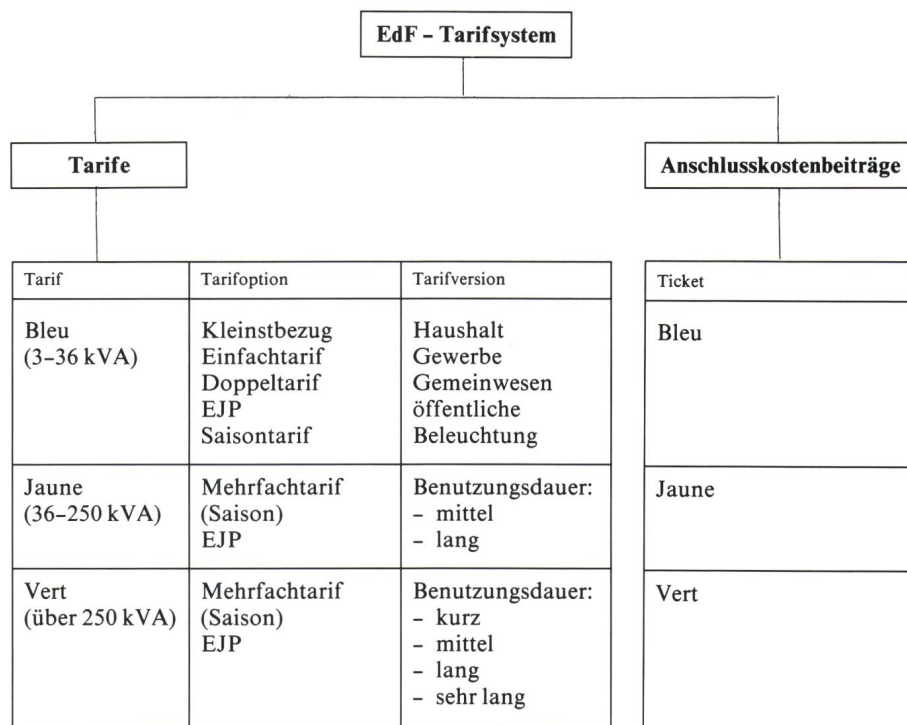 EdF – Tarifsystem
Tarife
Anschlusskostenbeiträge
Tarif
Tarifoption
Tarifversion
Bleu
(3–36 kVA)
Kleinstbezug
Einfachtarif
Doppeltarif
EJP
Saisontarif
Haushalt
Gewerbe
Gemeinwesen
öffentliche
Beleuchtung
Jaune
(36–250 kVA)
Mehrfachtarif
(Saison)
EJP
Benutzungsdauer:
– mittel
– lang
Vert
(über 250 kVA)
Mehrfachtarif
(Saison)
EJP
Benutzungsdauer:
– kurz
– mittel
– lang
– sehr lang
Ticket
Bleu
Jaune
Vert